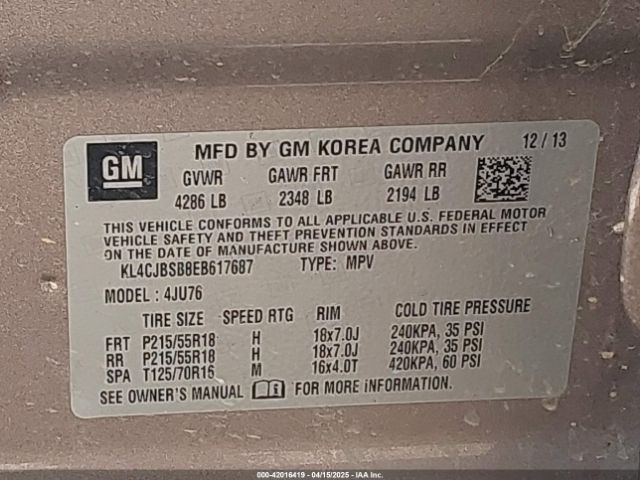 GM
MFD BY GM KOREA COMPANY 12 / 13
GVWR GAWR FRT GAWR RR
4286 LB 2348 LB 2194 LB
THIS VEHICLE CONFORMS TO ALL APPLICABLE U.S. FEDERAL MOTOR
VEHICLE SAFETY AND THEFT PREVENTION STANDARDS IN EFFECT
ON THE DATE OF MANUFACTURE SHOWN ABOVE.
KL4CJBSB8EB617687 TYPE: MPV
MODEL : 4JU76
TIRE SIZE SPEED RTG RIM COLD TIRE PRESSURE
FRT P215/55R18 H 18x7.0J 240KPA, 35 PSI
RR P215/55R18 H 18x7.0J 240KPA, 35 PSI
SPA T125/70R16 M 16x4.0T 420KPA, 60 PSI
SEE OWNER'S MANUAL FOR MORE INFORMATION.
000-42016419 - 04/15/2025 - IAA Corp.